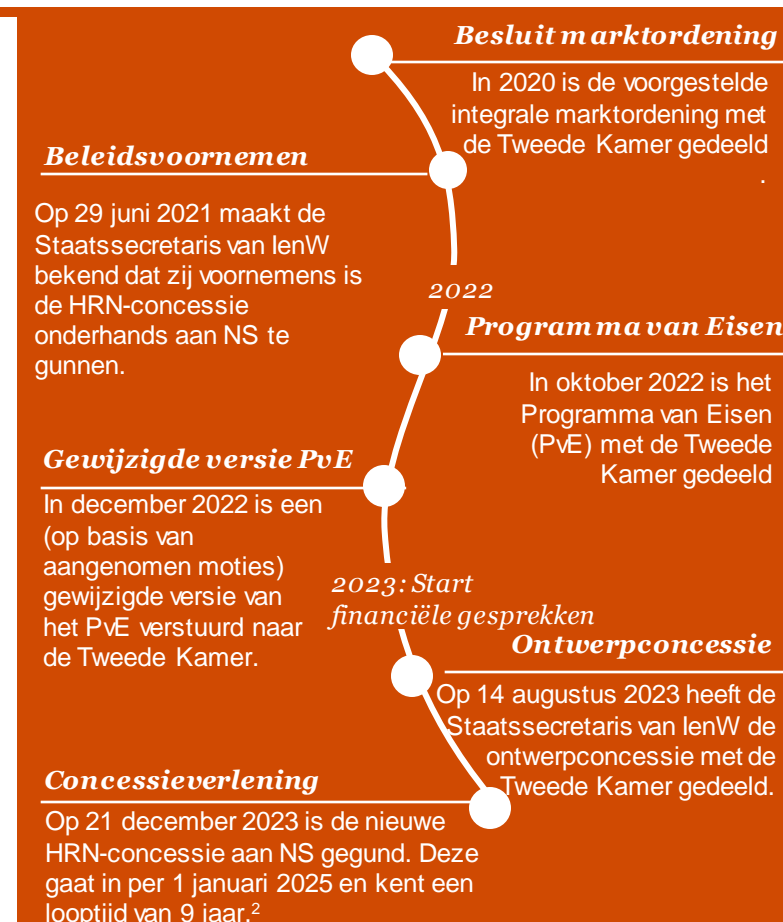 Besluit marktordening
In 2020 is de voorgestelde
integrale marktordening met
de Tweede Kamer gedeeld
.
Beleidsvoornemen
Op 29 juni 2021 maakt de
Staatssecretaris van IenW
bekend dat zij voornemens is
de HRN-concessie
onderhands aan NS te
gunnen.
2022
Programma van Eisen
In oktober 2022 is het
Programma van Eisen
(PvE) met de Tweede
Kamer gedeeld
Gewijzigde versie PvE
In december 2022 is een
(op basis van
aangenomen moties)
gewijzigde versie van
het PvE verstuurd naar
de Tweede Kamer.
2023: Start
financiële gesprekken
Ontwerpconcessie
Op 14 augustus 2023 heeft de
Staatssecretaris van IenW de
ontwerpconcessie met de
Tweede Kamer gedeeld.
Concessieverlening
Op 21 december 2023 is de nieuwe
HRN-concessie aan NS gegund. Deze
gaat in per 1 januari 2025 en kent een
looptijd van 9 jaar.²